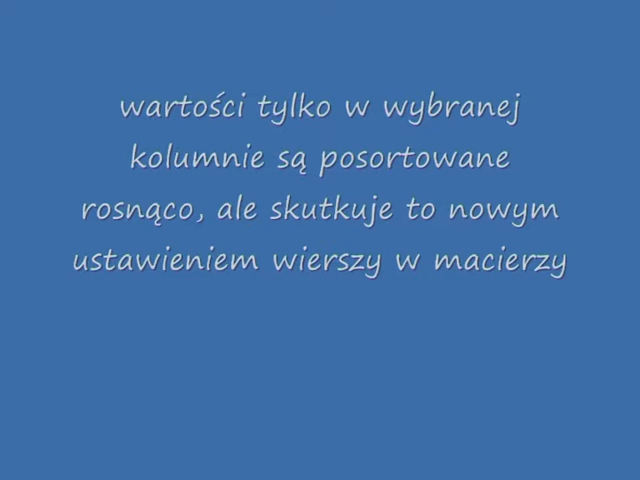 wartości tylko w wybranej
kolumnie są posortowane
rosnąco, ale skutkuje to nowym
ustawieniem wierszy w macierzy